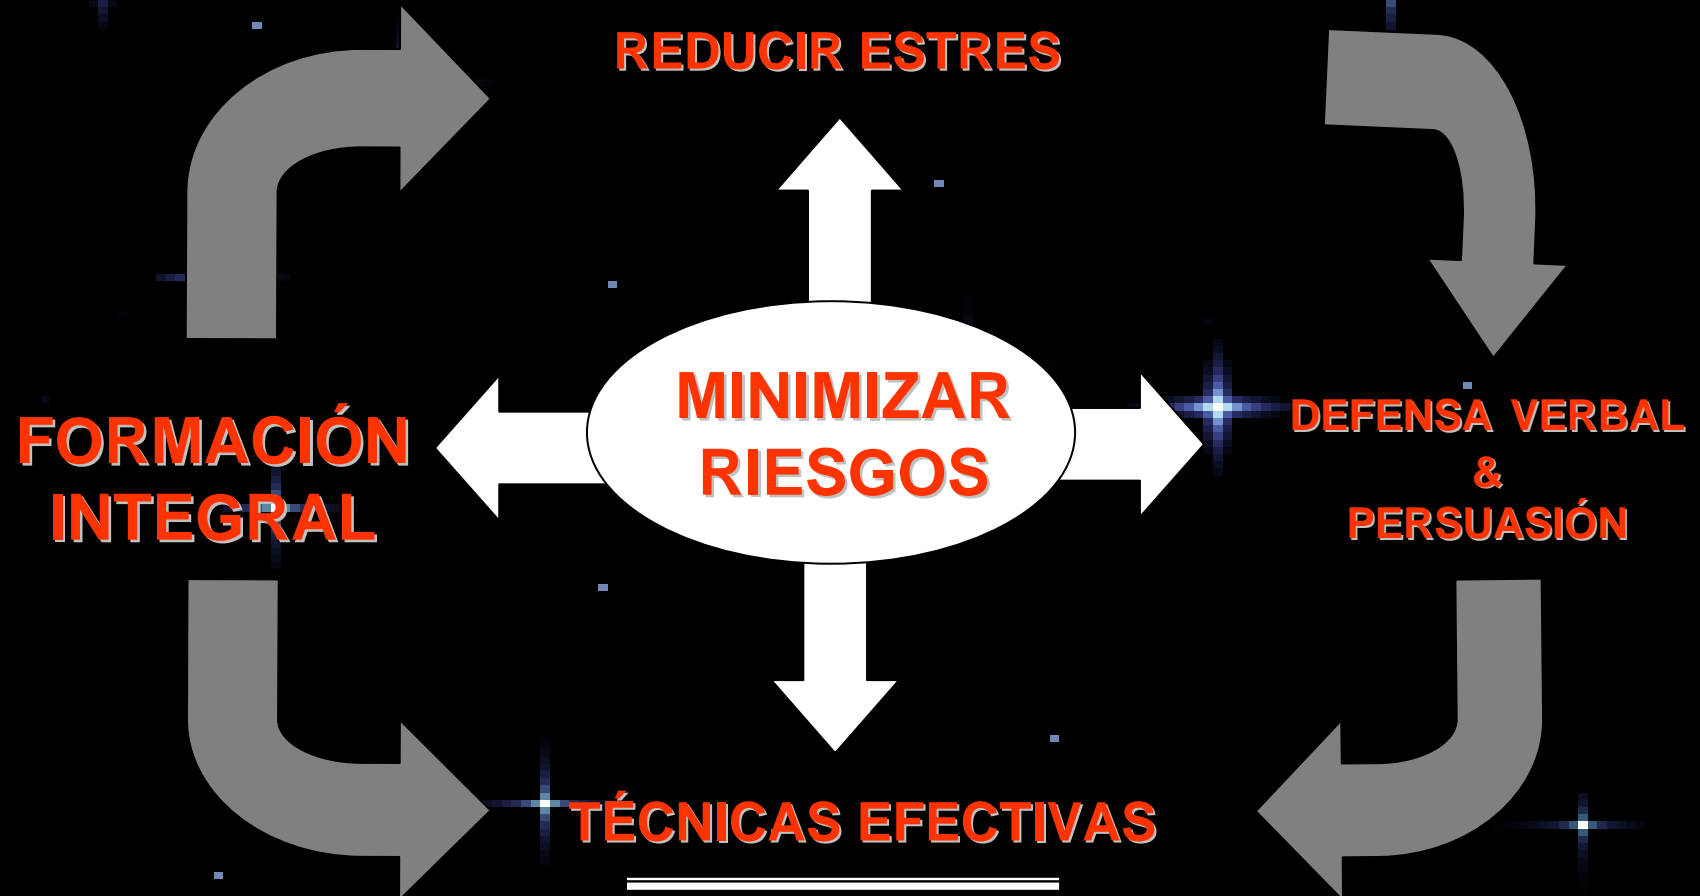 REDUCIR ESTRES
MINIMIZAR
RIESGOS
FORMACIÓN
INTEGRAL
DEFENSA VERBAL
&
PERSUASIÓN
TÉCNICAS EFECTIVAS